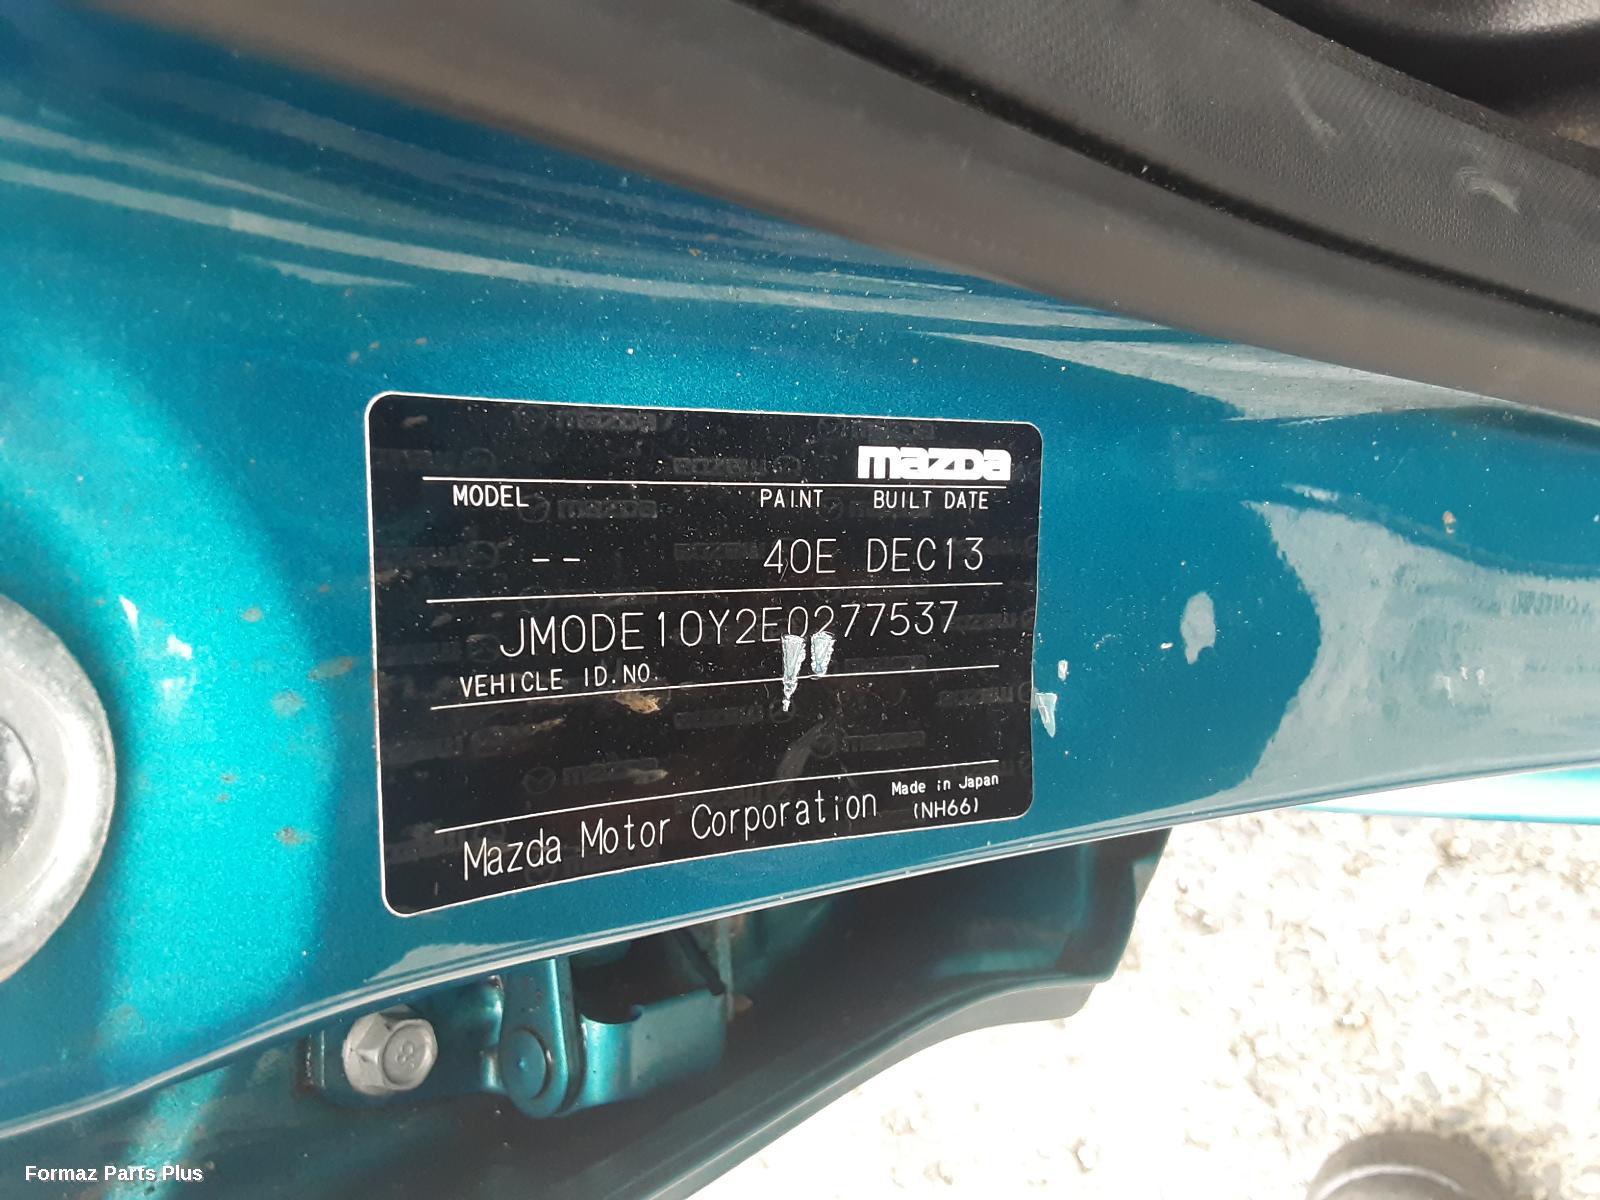 mazda
MODEL PAINT BUILT DATE
-- 40E DEC13
JM0DE10Y2E0277537
VEHICLE ID.NO.
Mazda Motor Corporation Made in Japan
(NH66)
Formaz Parts Plus